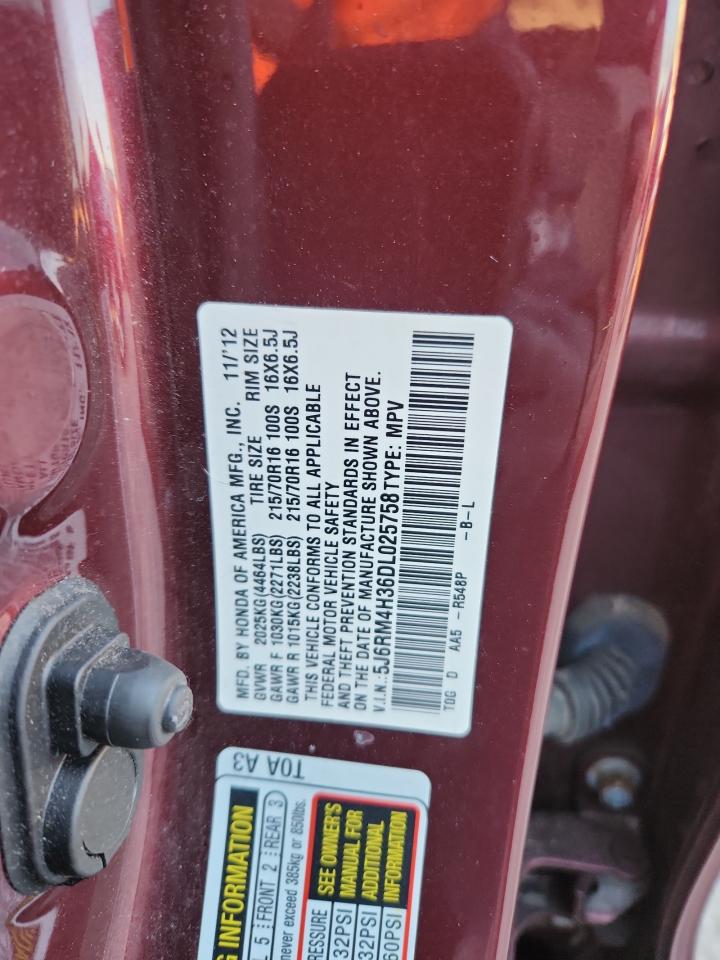 MFD. BY HONDA OF AMERICA MFG., INC. 11/'12
GVWR 2025KG(4464LBS) TIRE SIZE RIM SIZE
GAWR F 1030KG(2271LBS) 215/70R16 100S 16X6.5J
GAWR R 1015KG(2238LBS) 215/70R16 100S 16X6.5J
THIS VEHICLE CONFORMS TO ALL APPLICABLE
FEDERAL MOTOR VEHICLE SAFETY
AND THEFT PREVENTION STANDARDS IN EFFECT
ON THE DATE OF MANUFACTURE SHOWN ABOVE.
V.I.N.:5J6RM4H36DL025758 TYPE: MPV
TOG D AA5 -R548P -B-L
TOA A3
G INFORMATION
L 5 FRONT 2 REAR 3
never exceed 385kg or 850lbs.
RESSURE
32PSI
32PSI
60PSI
SEE OWNER'S
MANUAL FOR
ADDITIONAL
INFORMATION